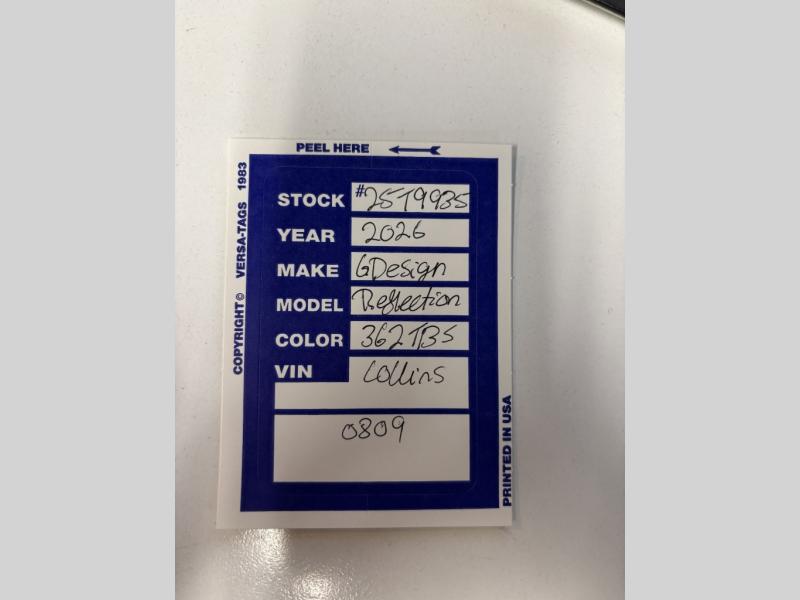 PEEL HERE
COPYRIGHT© VERSA-TAGS 1983
STOCK #25T9935
YEAR 2026
MAKE GDesign
MODEL Reflection
COLOR 362TBS
VIN Collins
0809
PRINTED IN USA